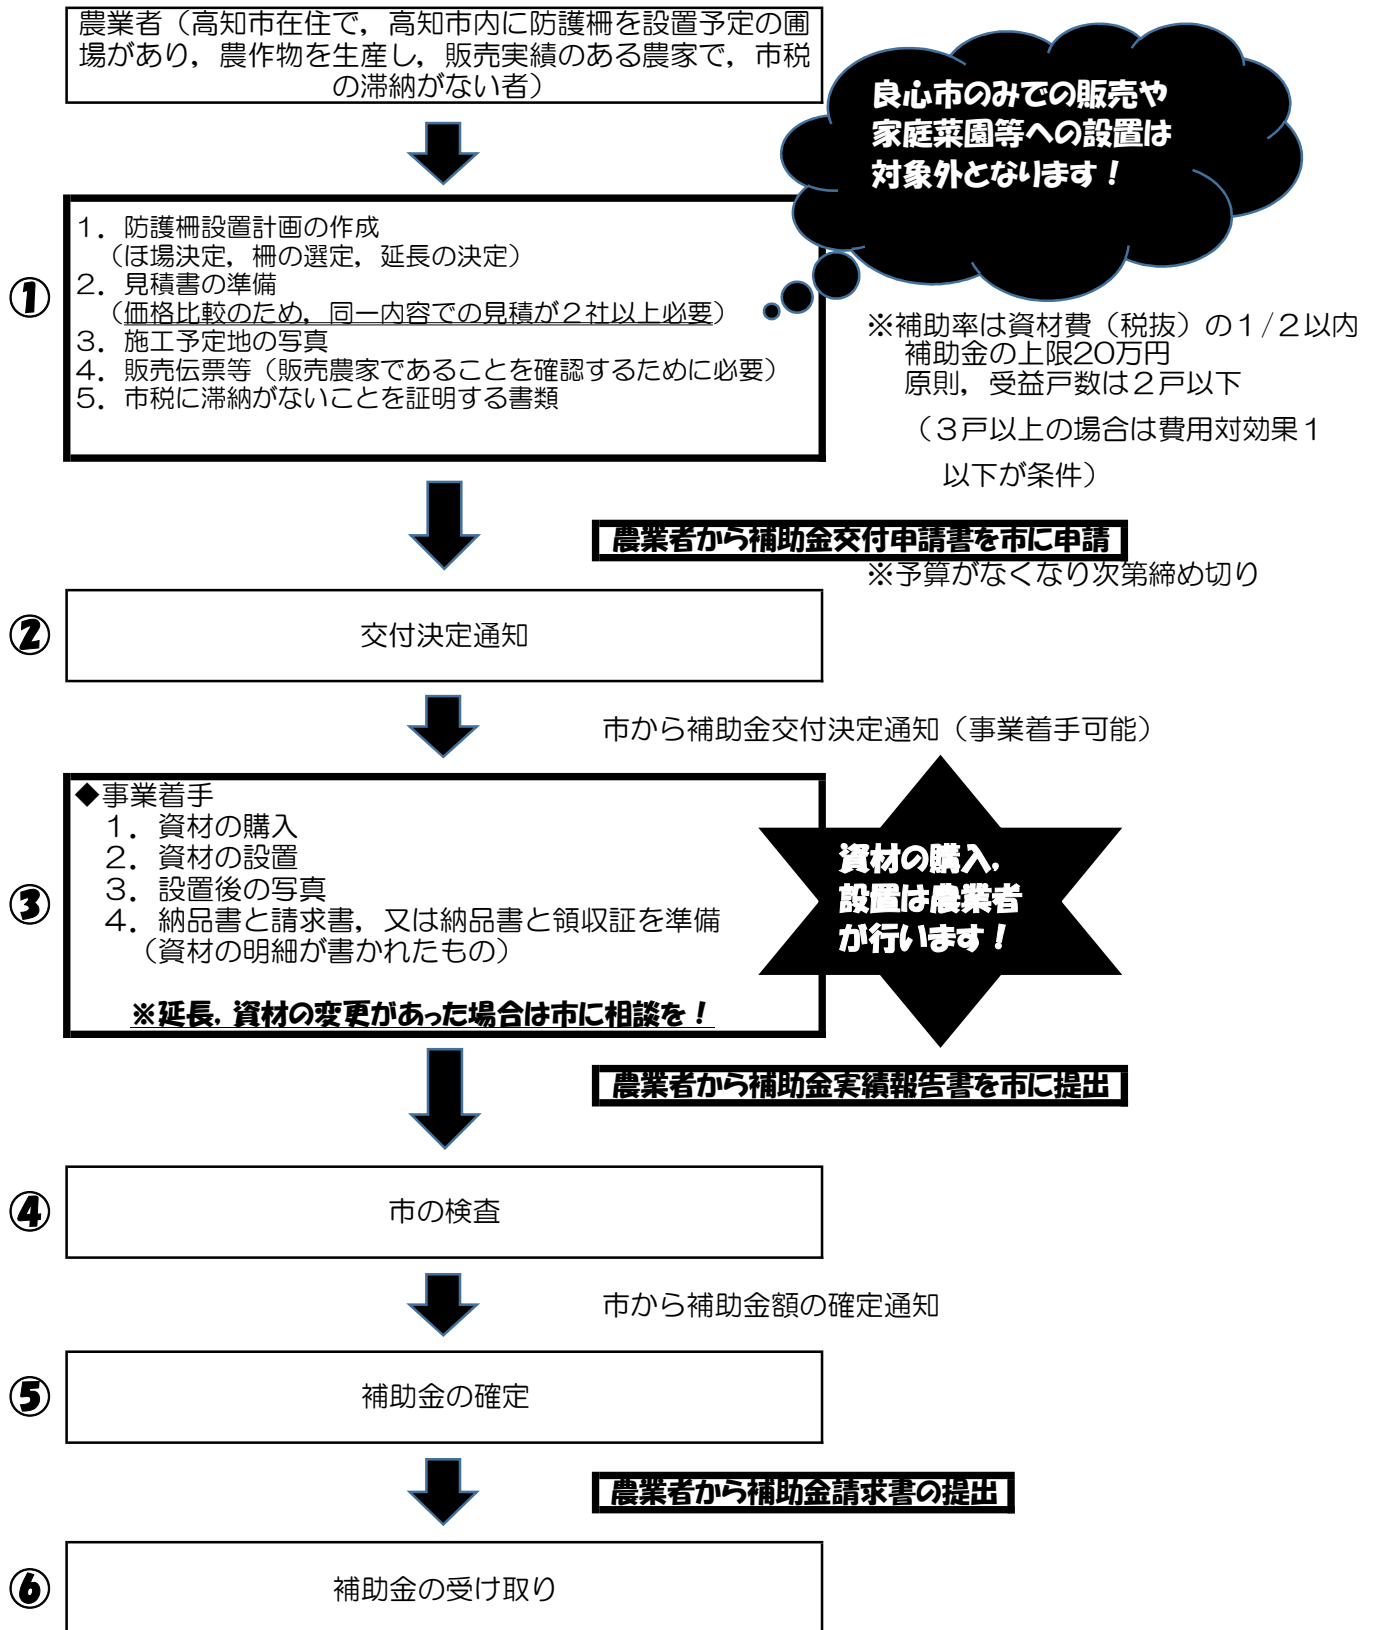 農業者（高知市在住で，高知市内に防護柵を設置予定の圃
場があり，農作物を生産し，販売実績のある農家で，市税
の滞納がない者）
良心市のみでの販売や
家庭菜園等への設置は
対象外となります！
①
１．防護柵設置計画の作成
（ほ場決定，柵の選定，延長の決定）
２．見積書の準備
（価格比較のため，同一内容での見積が２社以上必要）
３．施工予定地の写真
４．販売伝票等（販売農家であることを確認するために必要）
５．市税に滞納がないことを証明する書類
※補助率は資材費（税抜）の１/２以内
補助金の上限20万円
原則，受益戸数は２戸以下
（３戸以上の場合は費用対効果１
以下が条件）
農業者から補助金交付申請書を市に申請
※予算がなくなり次第締め切り
②
交付決定通知
市から補助金交付決定通知（事業着手可能）
③
◆事業着手
１．資材の購入
２．資材の設置
３．設置後の写真
４．納品書と請求書，又は納品書と領収証を準備
（資材の明細が書かれたもの）
※延長，資材の変更があった場合は市に相談を！
資材の購入，
設置は農業者
が行います！
農業者から補助金実績報告書を市に提出
④
市の検査
市から補助金額の確定通知
⑤
補助金の確定
農業者から補助金請求書の提出
⑥
補助金の受け取り